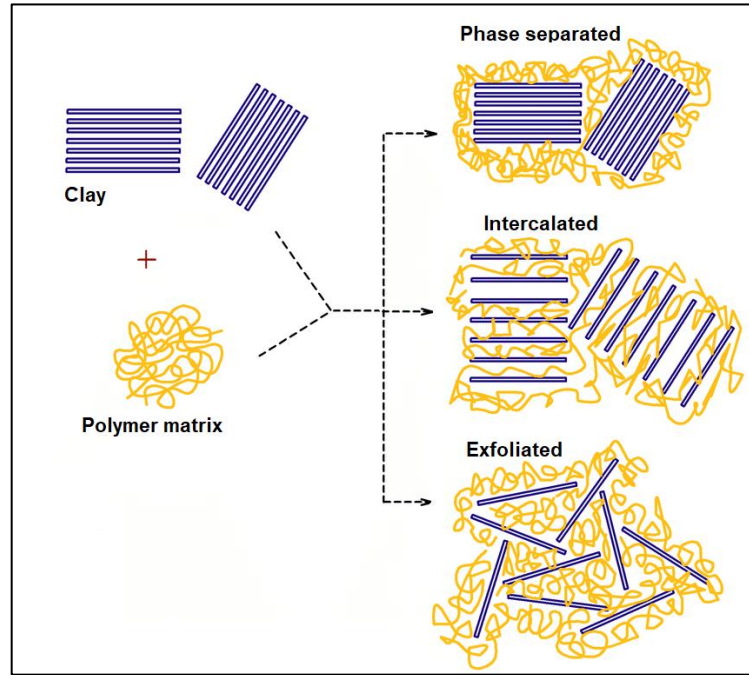 Clay
+
Polymer matrix
Phase separated
Intercalated
Exfoliated